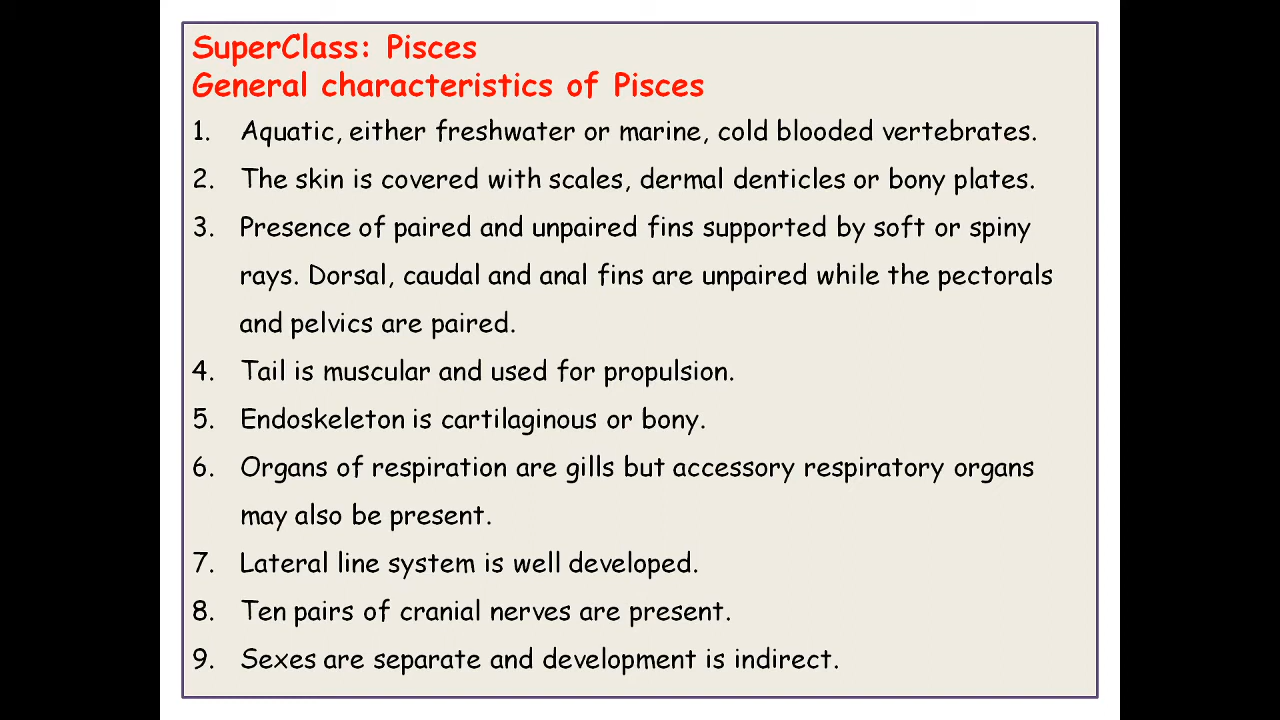 SuperClass: Pisces
General characteristics of Pisces
1. Aquatic, either freshwater or marine, cold blooded vertebrates.
2. The skin is covered with scales, dermal denticles or bony plates.
3. Presence of paired and unpaired fins supported by soft or spiny
rays. Dorsal, caudal and anal fins are unpaired while the pectorals
and pelvics are paired.
4. Tail is muscular and used for propulsion.
5. Endoskeleton is cartilaginous or bony.
6. Organs of respiration are gills but accessory respiratory organs
may also be present.
7. Lateral line system is well developed.
8. Ten pairs of cranial nerves are present.
9. Sexes are separate and development is indirect.